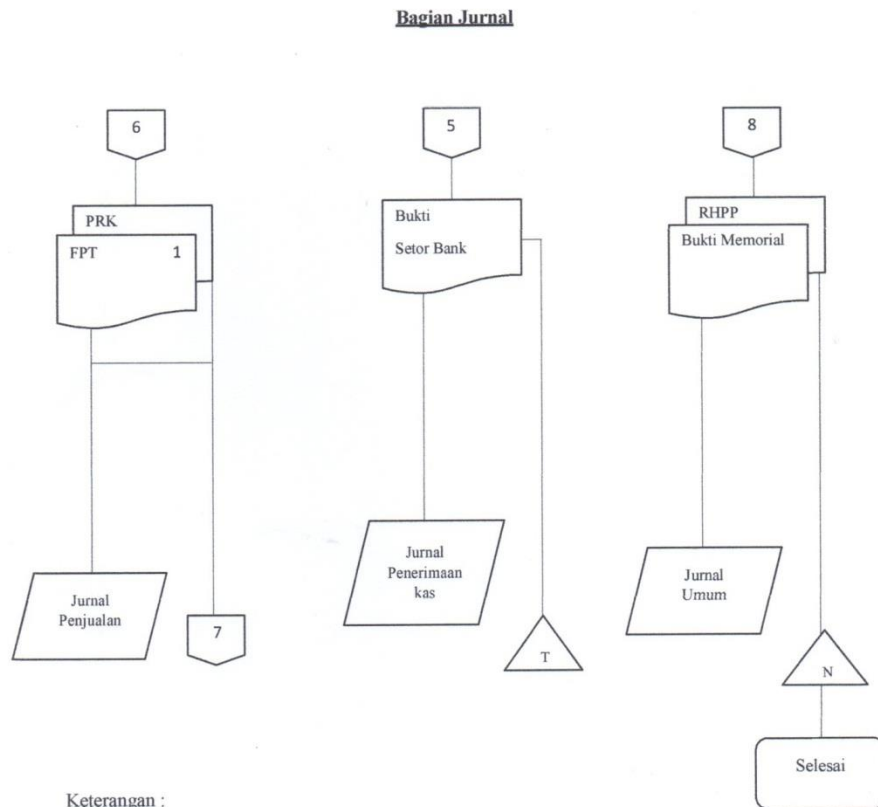 Bagian Jurnal
6
PRK
FPT 1
Jurnal
Penjualan
7
5
Bukti
Setor Bank
Jurnal
Penerimaan
kas
T
8
RHPP
Bukti Memorial
Jurnal
Umum
N
Selesai
Keterangan :